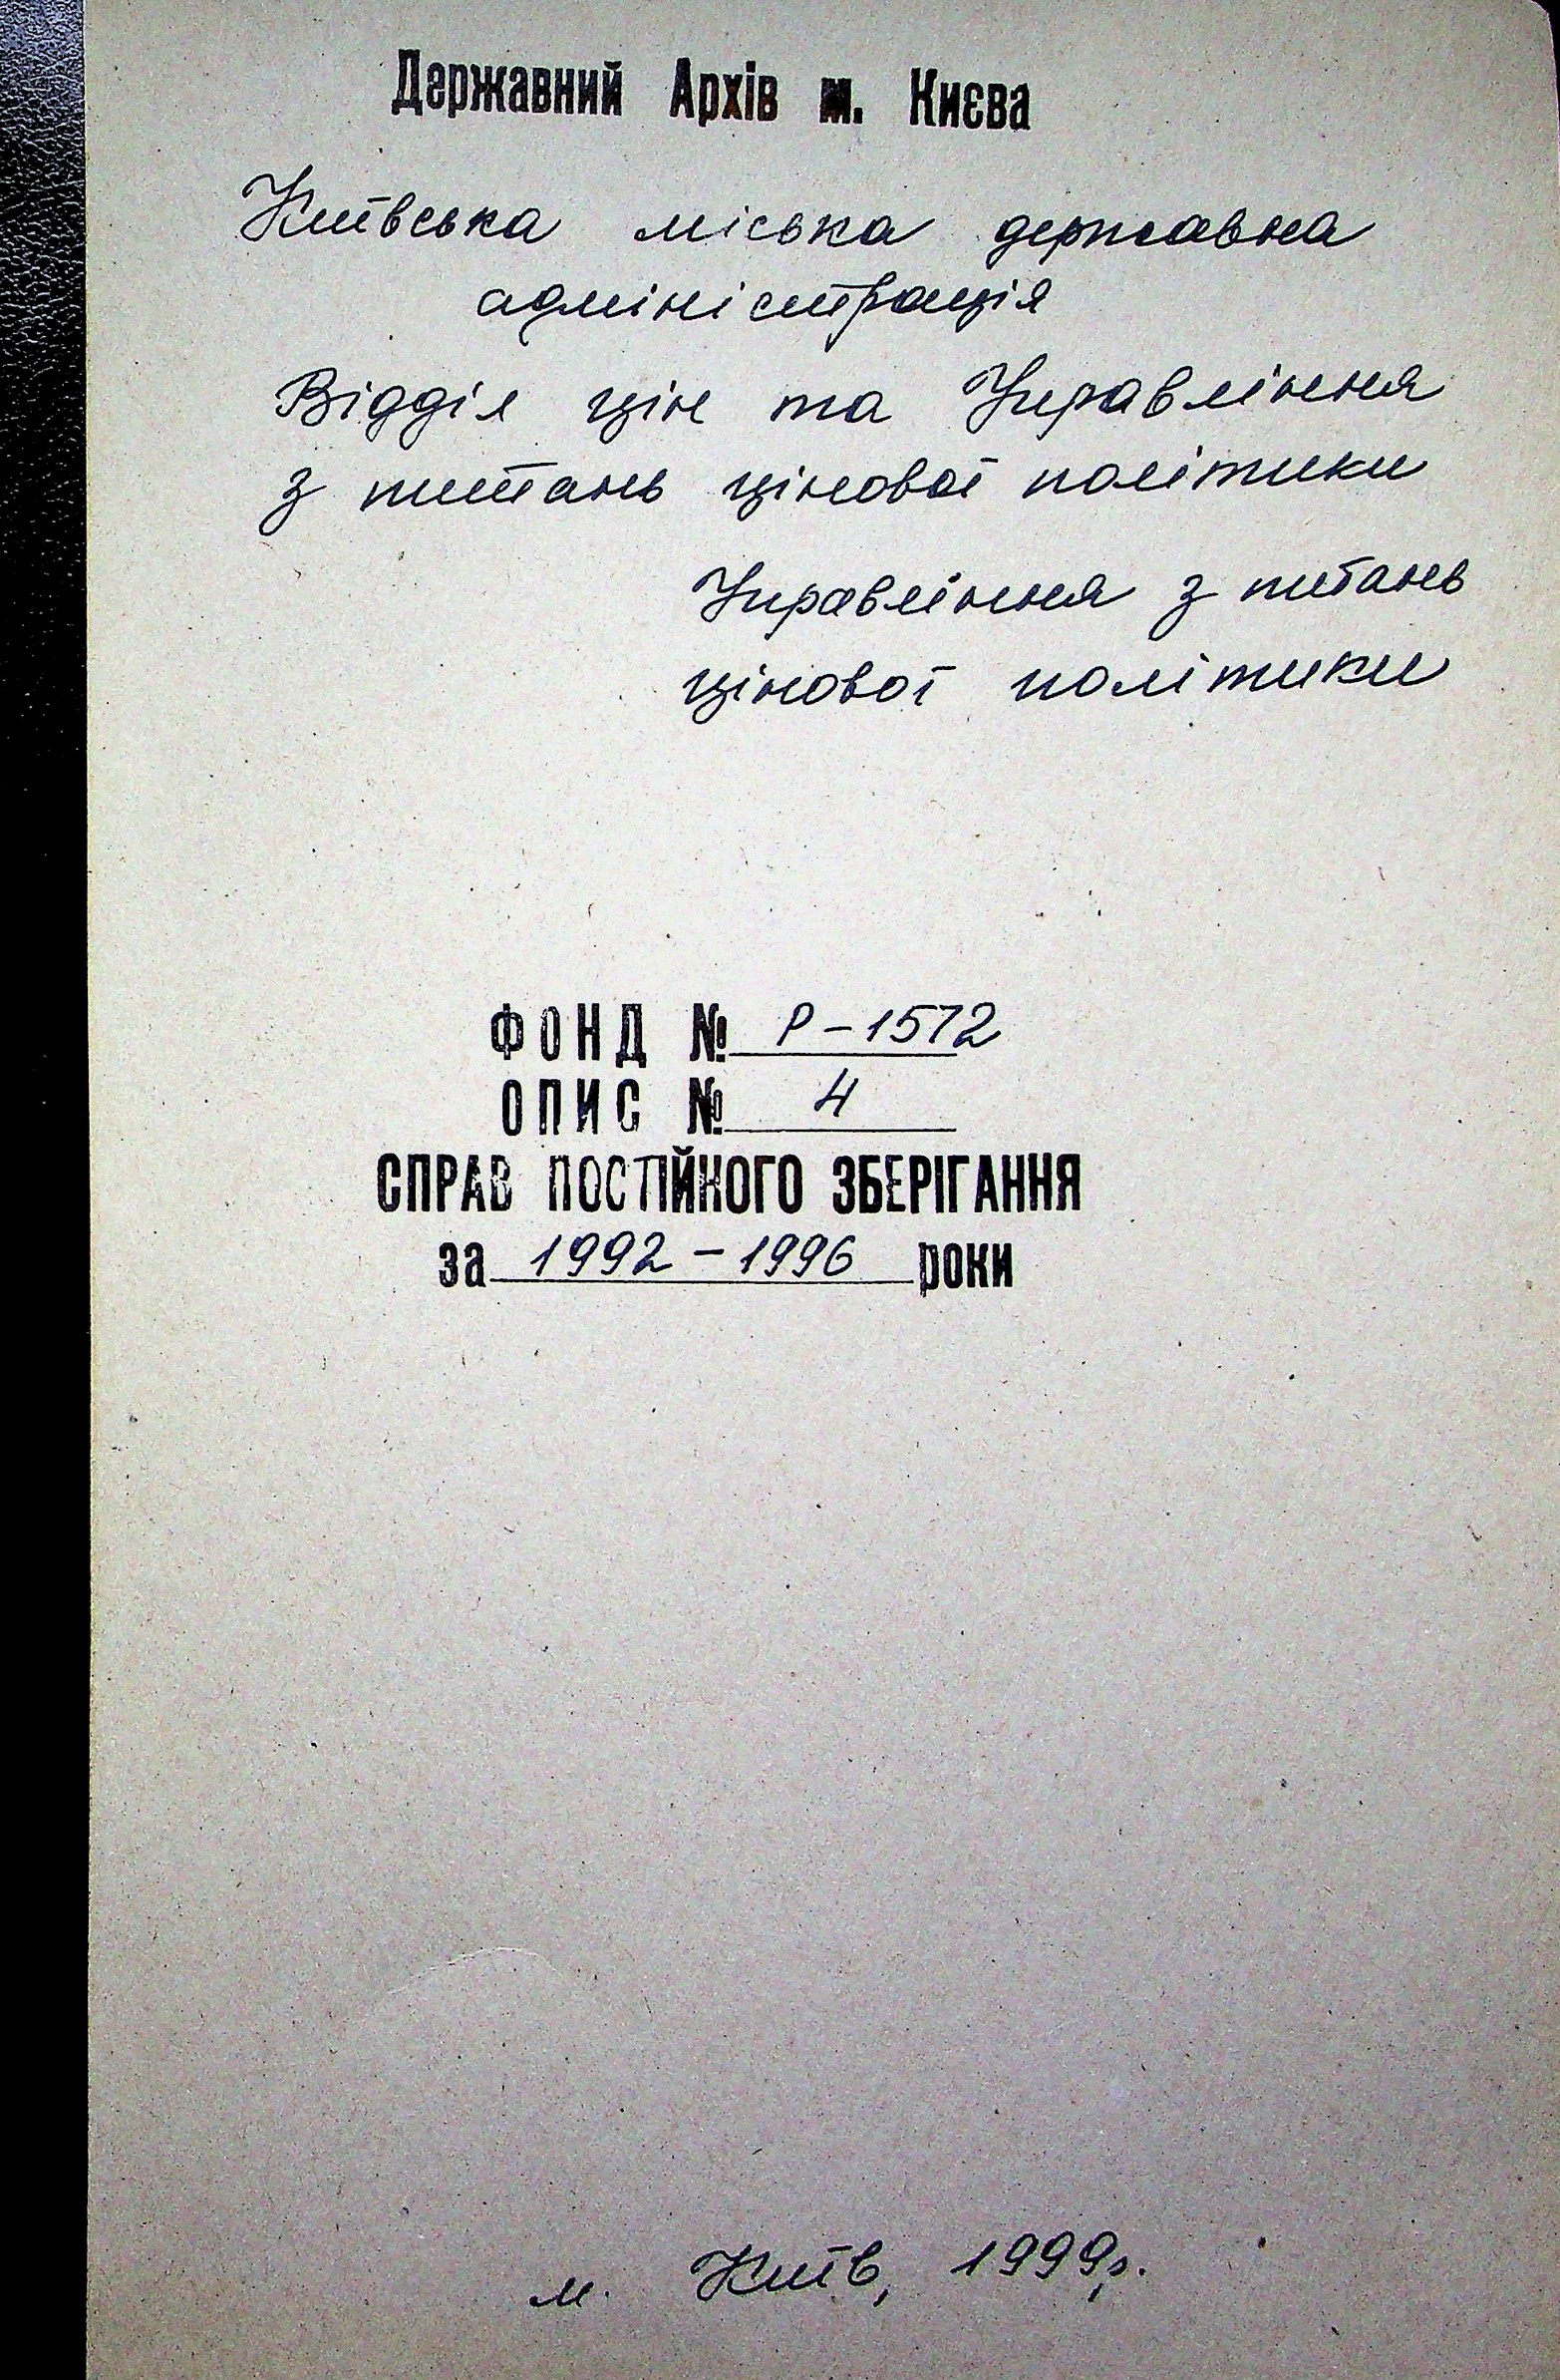 Державний Архів м. Києва
Київська міська державна
адміністрація
Відділ цін та Управління
з питань цінової політики
Управління з питань
цінової політики
ФОНД № Р-1572
ОПИС № 4
СПРАВ ПОСТІЙНОГО ЗБЕРІГАННЯ
за 1992-1996 роки
м. Київ, 1999р.